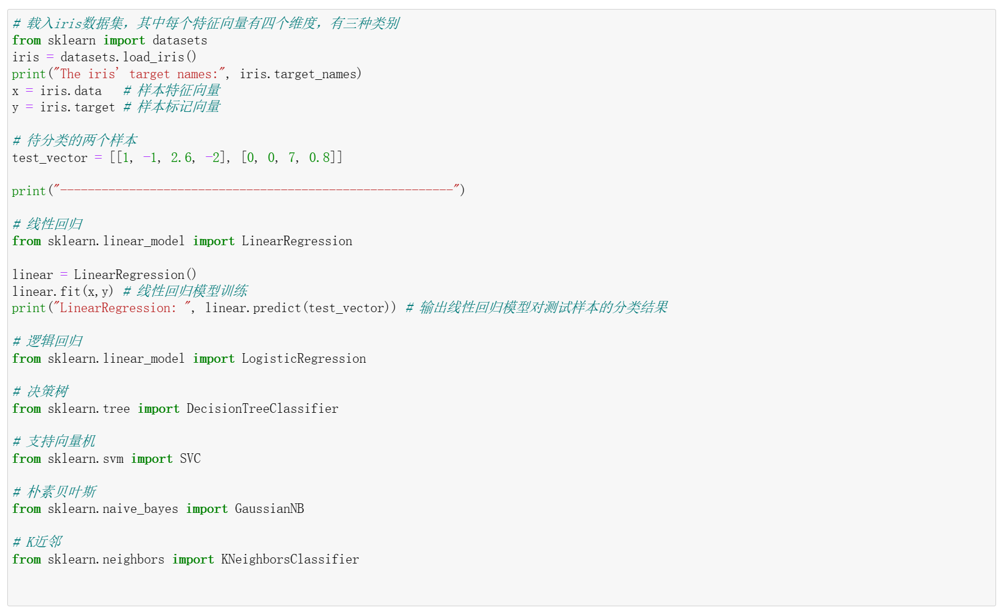 # 载入iris数据集，其中每个特征向量有四个维度，有三种类别
from sklearn import datasets
iris = datasets.load_iris()
print("The iris' target names:", iris.target_names)
x = iris.data   # 样本特征向量
y = iris.target # 样本标记向量
# 待分类的两个样本
test_vector = [[1, -1, 2.6, -2], [0, 0, 7, 0.8]]
print("---------------------------------------------------------")
# 线性回归
from sklearn.linear_model import LinearRegression
linear = LinearRegression()
linear.fit(x,y) # 线性回归模型训练
print("LinearRegression: ", linear.predict(test_vector)) # 输出线性回归模型对测试样本的分类结果
# 逻辑回归
from sklearn.linear_model import LogisticRegression
# 决策树
from sklearn.tree import DecisionTreeClassifier
# 支持向量机
from sklearn.svm import SVC
# 朴素贝叶斯
from sklearn.naive_bayes import GaussianNB
# K近邻
from sklearn.neighbors import KNeighborsClassifier